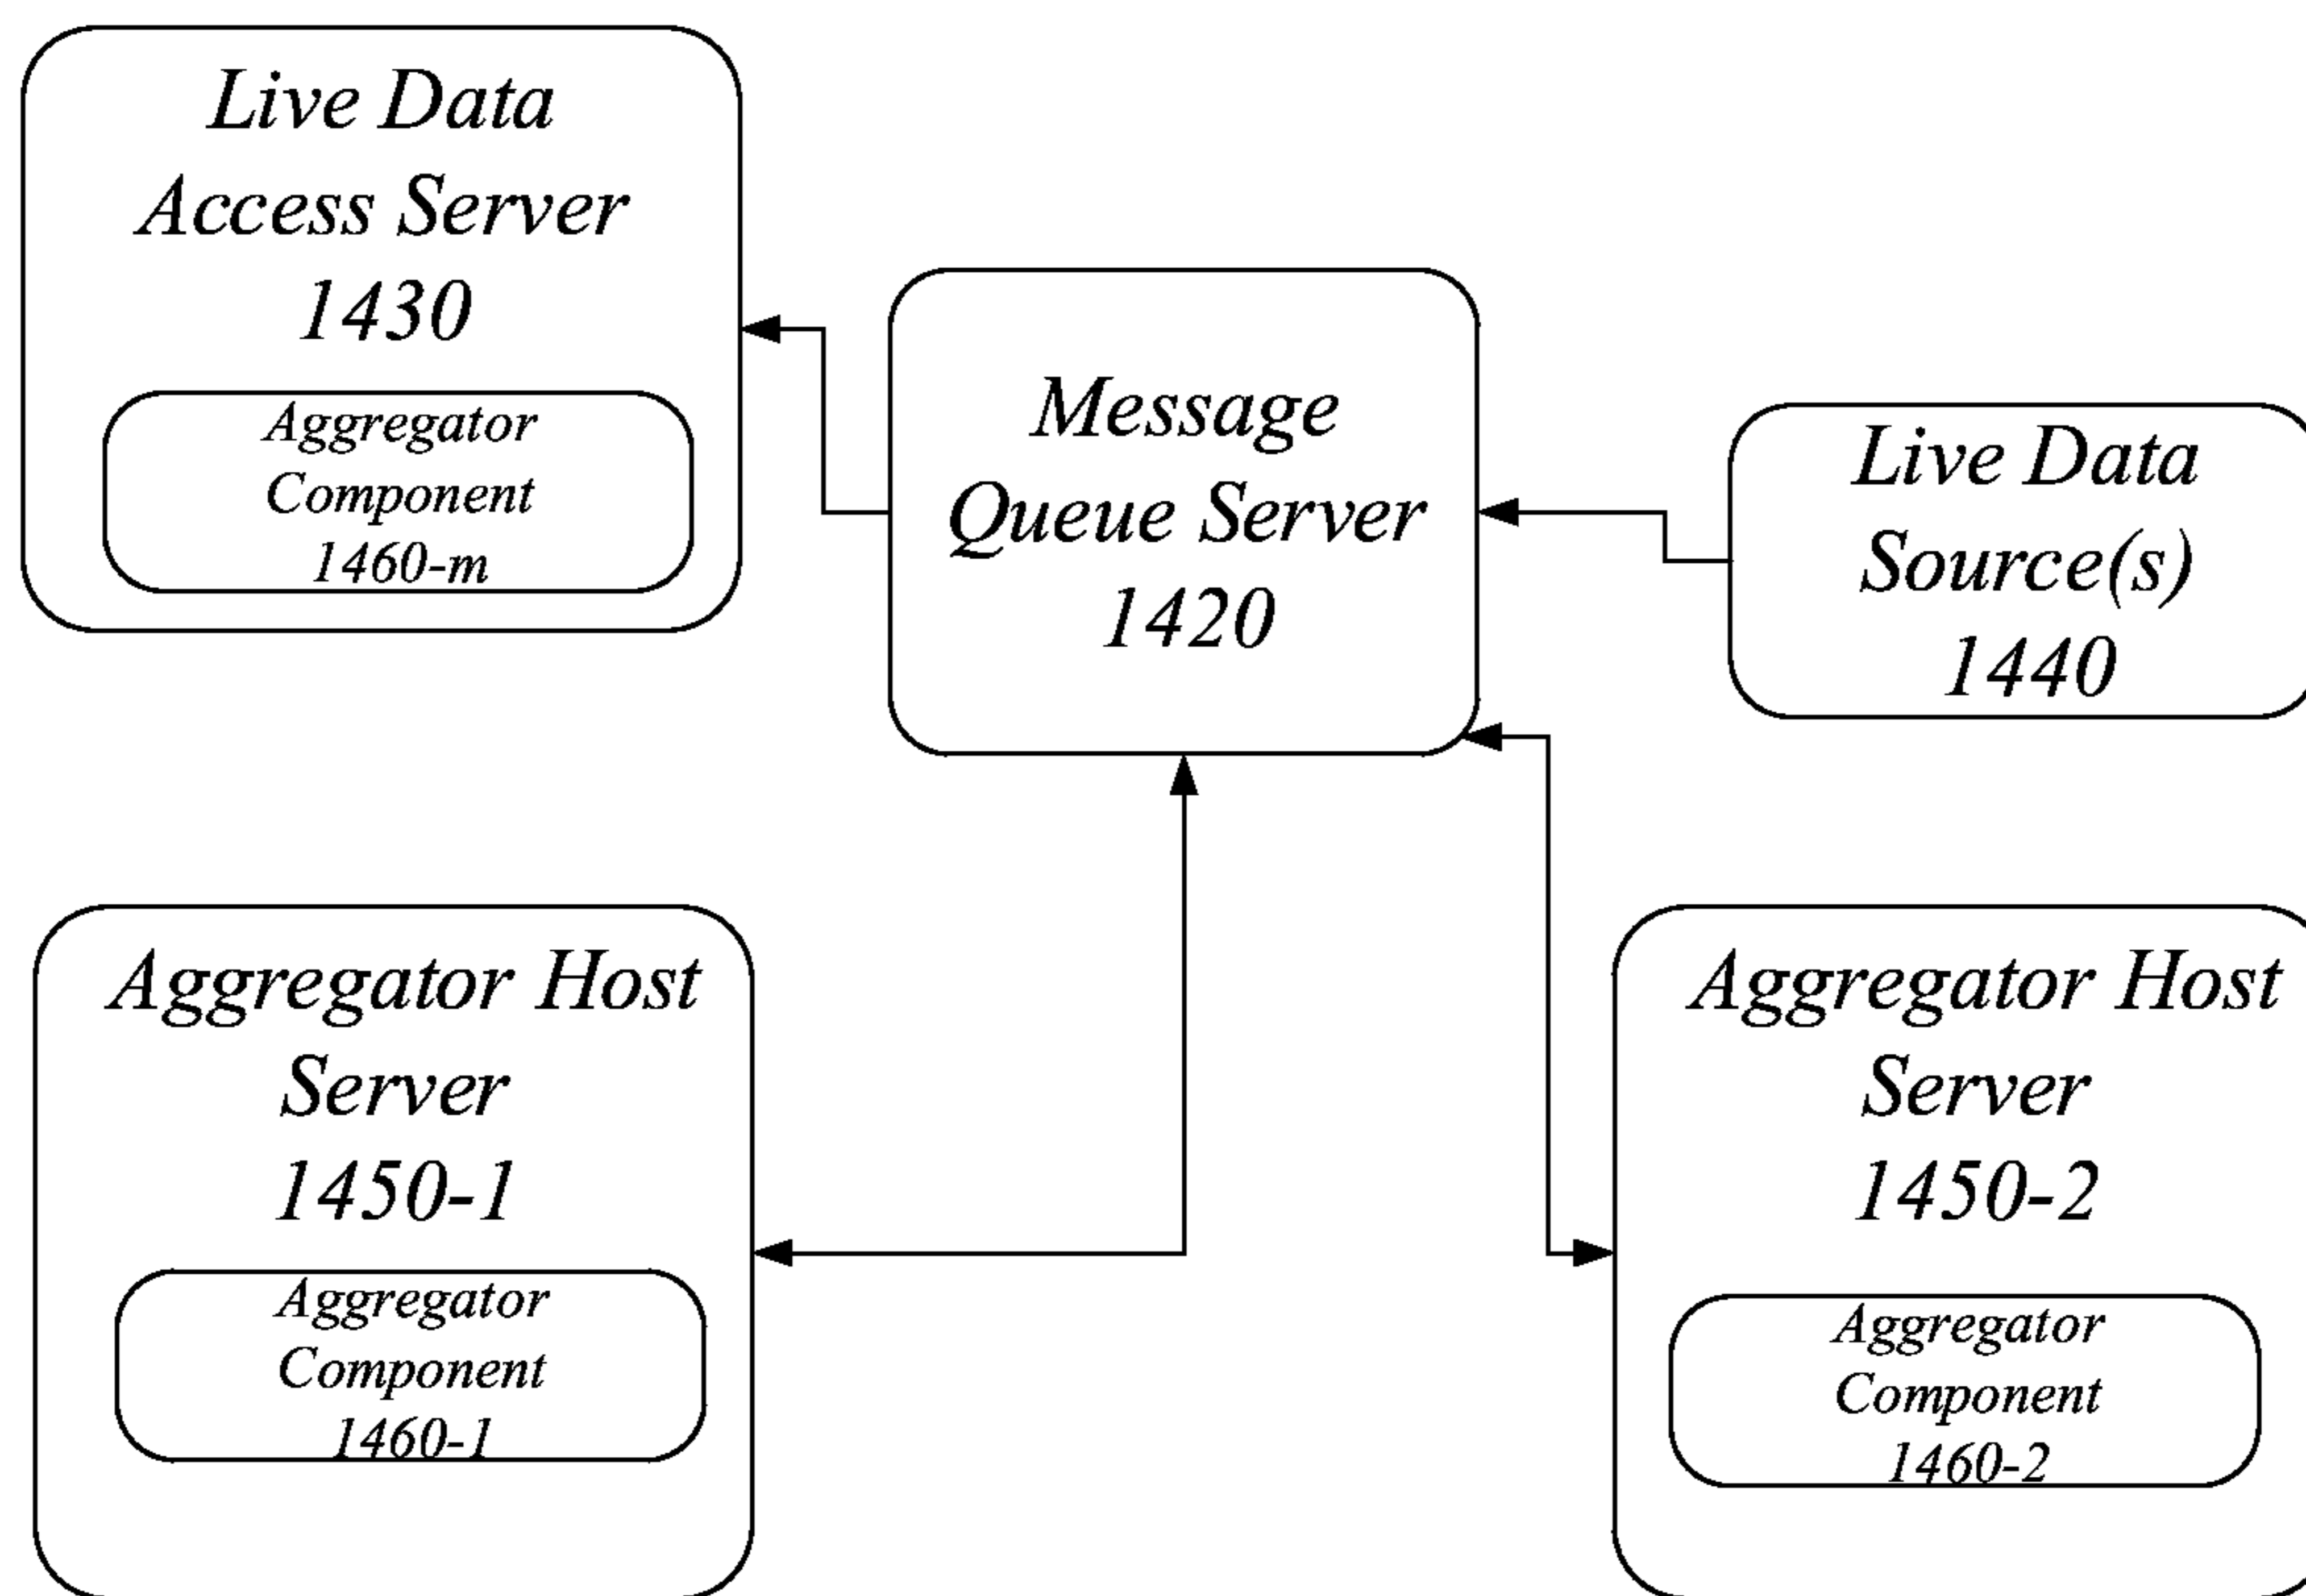 Live Data
Access Server
1430
Aggregator
Component
1460-m
Message
Queue Server
1420
Live Data
Source(s)
1440
Aggregator Host
Server
1450-1
Aggregator
Component
1460-1
Aggregator Host
Server
1450-2
Aggregator
Component
1460-2